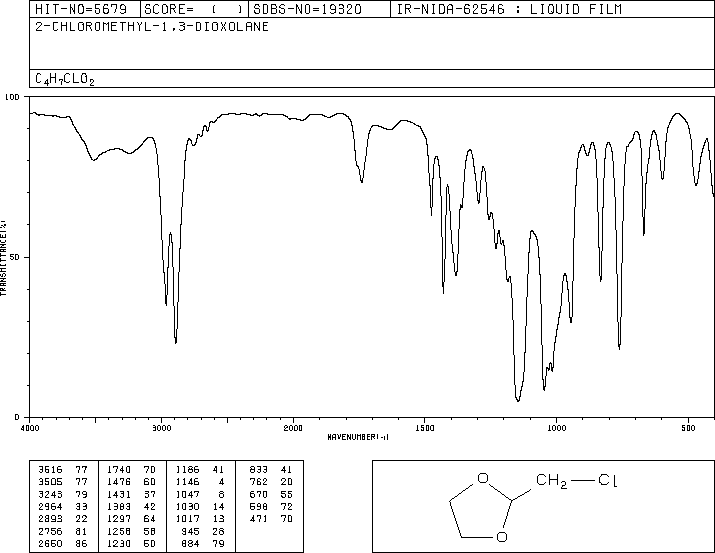 HIT-NO=5679 SCORE= ( ) SDBS-NO=19320 IR-NIDA-62546 : LIQUID FILM
2-CHLOROMETHYL-1,3-DIOXOLANE
C4H7CLO2
100
50
0
TRANSMITTANCE(%)
4000 3000 2000 1500 1000 500
WAVENUMBER(-1)
3516 77 1740 70 1186 41 833 41
3505 77 1476 60 1146 4 762 20
3243 79 1431 37 1047 8 670 55
2964 33 1383 42 1030 14 598 72
2893 22 1297 64 1017 13 471 70
2756 81 1258 58 945 28
2650 86 1230 50 884 79
O CH2 Cl
O